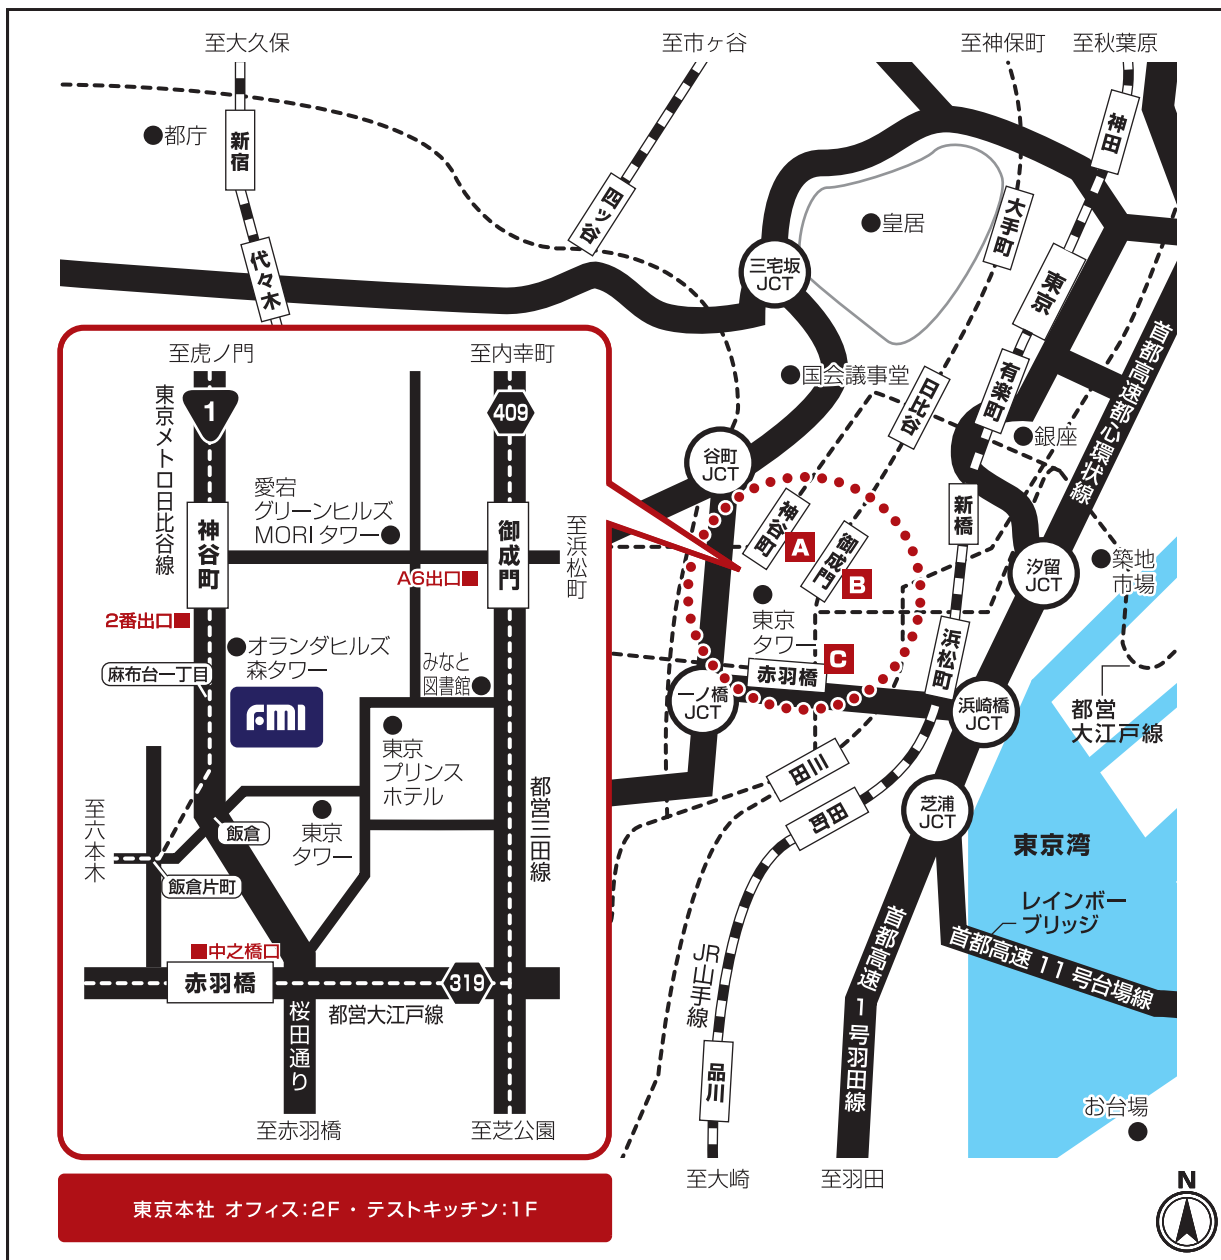 至大久保
至市ヶ谷
至神保町
至秋葉原
都庁
新宿
代々木
四ッ谷
神田
大手町
皇居
三宅坂
JCT
東京
国会議事堂
日比谷
有楽町
銀座
首都高速都心環状線
谷町
JCT
神谷町
A
御成門
B
新橋
汐留
JCT
築地
市場
東京
タワー
C
赤羽橋
浜松町
一ノ橋
JCT
浜崎橋
JCT
都営
大江戸線
三田
田町
芝浦
JCT
東京湾
レインボー
ブリッジ
首都高速 11 号台場線
首都高速 1 号羽田線
JR山手線
品川
お台場
至大崎
至羽田
N
至虎ノ門
至内幸町
東京メトロ日比谷線
1
409
愛宕
グリーンヒルズ
MORIタワー
神谷町
御成門
至浜松町
A6出口
2番出口
オランダヒルズ
森タワー
麻布台一丁目
みなと
図書館
FMI
東京
プリンス
ホテル
都営三田線
至六本木
飯倉
東京
タワー
飯倉片町
中之橋口
赤羽橋
319
都営大江戸線
桜田通り
至赤羽橋
至芝公園
東京本社 オフィス:2F ・ テストキッチン:1F